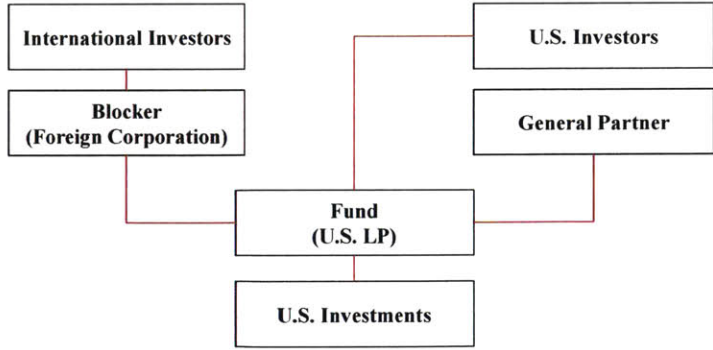 International Investors
U.S. Investors
Blocker
(Foreign Corporation)
General Partner
Fund
(U.S. LP)
U.S. Investments